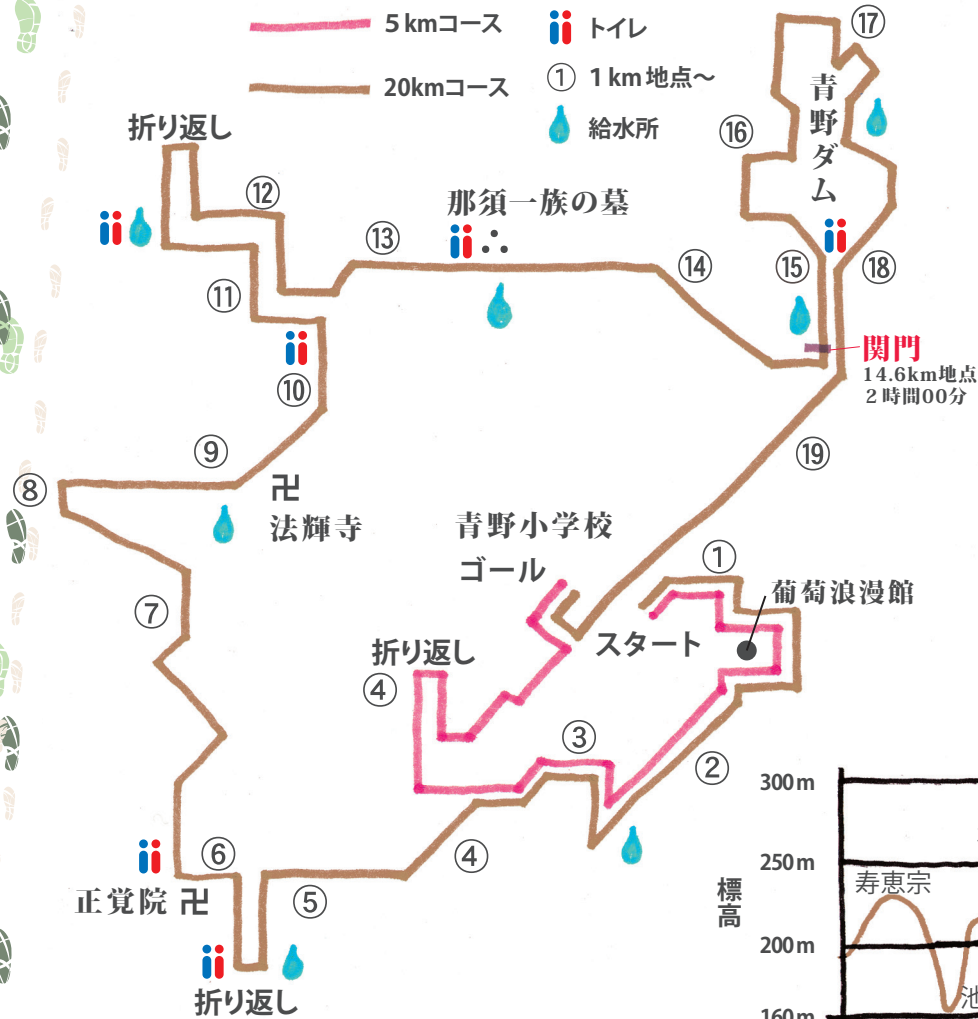 5kmコース
トイレ
① 1km地点～
20kmコース
給水所
⑰
青野ダム
⑯
折り返し
⑫
那須一族の墓
⑬
⑭
⑮
⑱
⑪
関門
14.6km地点
2時間00分
⑩
⑨
⑲
⑧
卍
法輝寺
青野小学校
ゴール
①
葡萄浪漫館
スタート
⑦
折り返し
④
③
②
⑥
④
正覚院 卍
⑤
折り返し
300m
250m
標高
寿恵宗
200m
池
160m